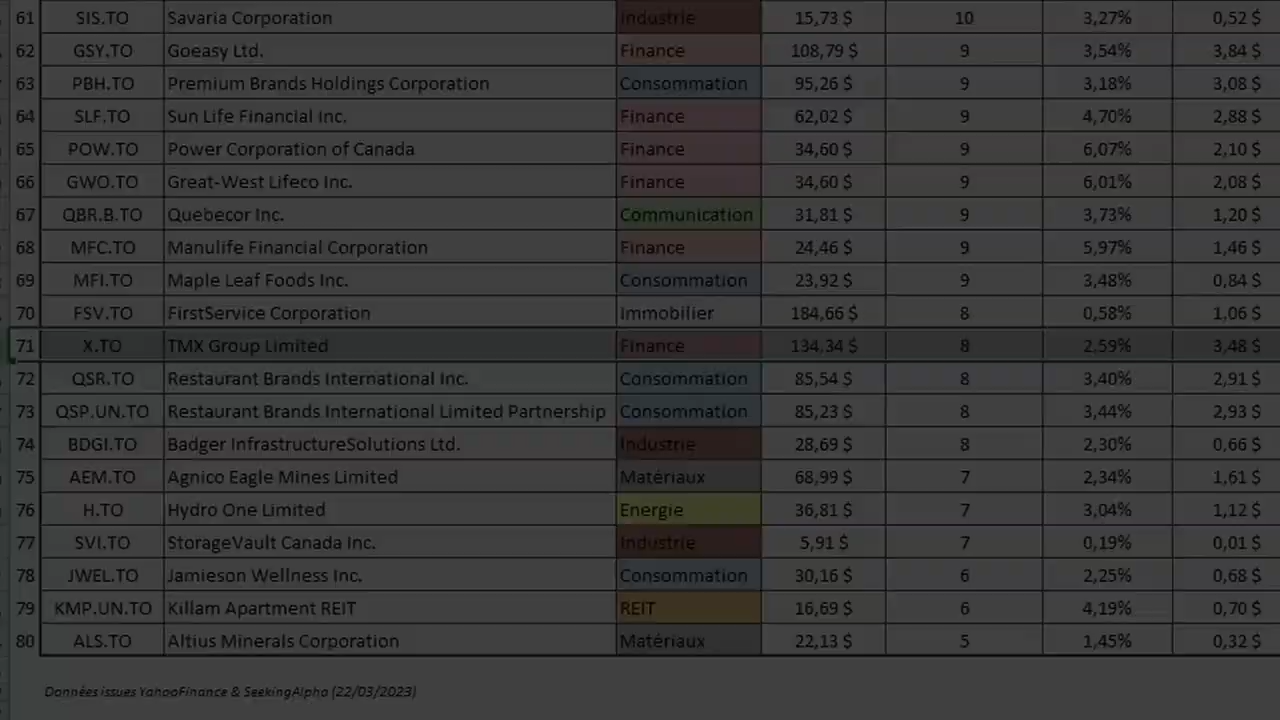 61 SIS.TO Savaria Corporation Industrie 15,73 $ 10 3,27% 0,52 $
62 GSY.TO Goeasy Ltd. Finance 108,79 $ 9 3,54% 3,84 $
63 PBH.TO Premium Brands Holdings Corporation Consommation 95,26 $ 9 3,18% 3,08 $
64 SLF.TO Sun Life Financial Inc. Finance 62,02 $ 9 4,70% 2,88 $
65 POW.TO Power Corporation of Canada Finance 34,60 $ 9 6,07% 2,10 $
66 GWO.TO Great-West Lifeco Inc. Finance 34,60 $ 9 6,01% 2,08 $
67 QBR.B.TO Quebecor Inc. Communication 31,81 $ 9 3,73% 1,20 $
68 MFC.TO Manulife Financial Corporation Finance 24,46 $ 9 5,97% 1,46 $
69 MFI.TO Maple Leaf Foods Inc. Consommation 23,92 $ 9 3,48% 0,84 $
70 FSV.TO FirstService Corporation Immobilier 184,66 $ 8 0,58% 1,06 $
71 X.TO TMX Group Limited Finance 134,34 $ 8 2,59% 3,48 $
72 QSR.TO Restaurant Brands International Inc. Consommation 85,54 $ 8 3,40% 2,91 $
73 QSP.UN.TO Restaurant Brands International Limited Partnership Consommation 85,23 $ 8 3,44% 2,93 $
74 BDGI.TO Badger InfrastructureSolutions Ltd. Industrie 28,69 $ 8 2,30% 0,66 $
75 AEM.TO Agnico Eagle Mines Limited Matériaux 68,99 $ 7 2,34% 1,61 $
76 H.TO Hydro One Limited Energie 36,81 $ 7 3,04% 1,12 $
77 SVI.TO StorageVault Canada Inc. Industrie 5,91 $ 7 0,19% 0,01 $
78 JWEL.TO Jamieson Wellness Inc. Consommation 30,16 $ 6 2,25% 0,68 $
79 KMP.UN.TO Killam Apartment REIT REIT 16,69 $ 6 4,19% 0,70 $
80 ALS.TO Altius Minerals Corporation Matériaux 22,13 $ 5 1,45% 0,32 $
Données issues YahooFinance & SeekingAlpha (22/03/2023)